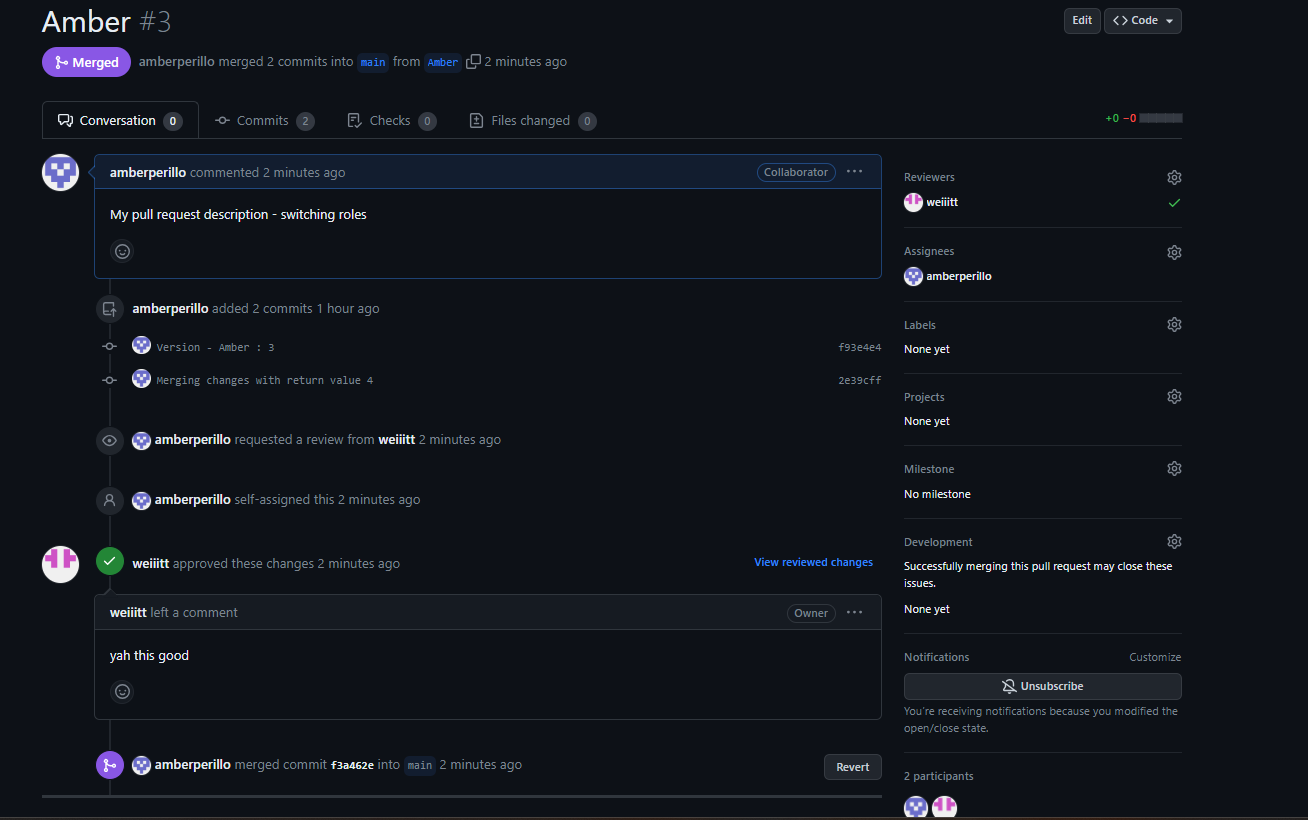 Amber #3
Edit
Code
Merged amberperillo merged 2 commits into main from Amber 2 minutes ago
Conversation 0 Commits 2 Checks 0 Files changed 0
+0 −0
amberperillo commented 2 minutes ago Collaborator
My pull request description - switching roles
amberperillo added 2 commits 1 hour ago
Version - Amber : 3 f93e4e4
Merging changes with return value 4 2e39cff
amberperillo requested a review from weiiitt 2 minutes ago
amberperillo self-assigned this 2 minutes ago
weiiitt approved these changes 2 minutes ago View reviewed changes
weiiitt left a comment Owner
yah this good
amberperillo merged commit f3a462e into main 2 minutes ago Revert
Reviewers
weiiitt
Assignees
amberperillo
Labels
None yet
Projects
None yet
Milestone
No milestone
Development
Successfully merging this pull request may close these
issues.
None yet
Notifications Customize
Unsubscribe
You're receiving notifications because you modified the
open/close state.
2 participants